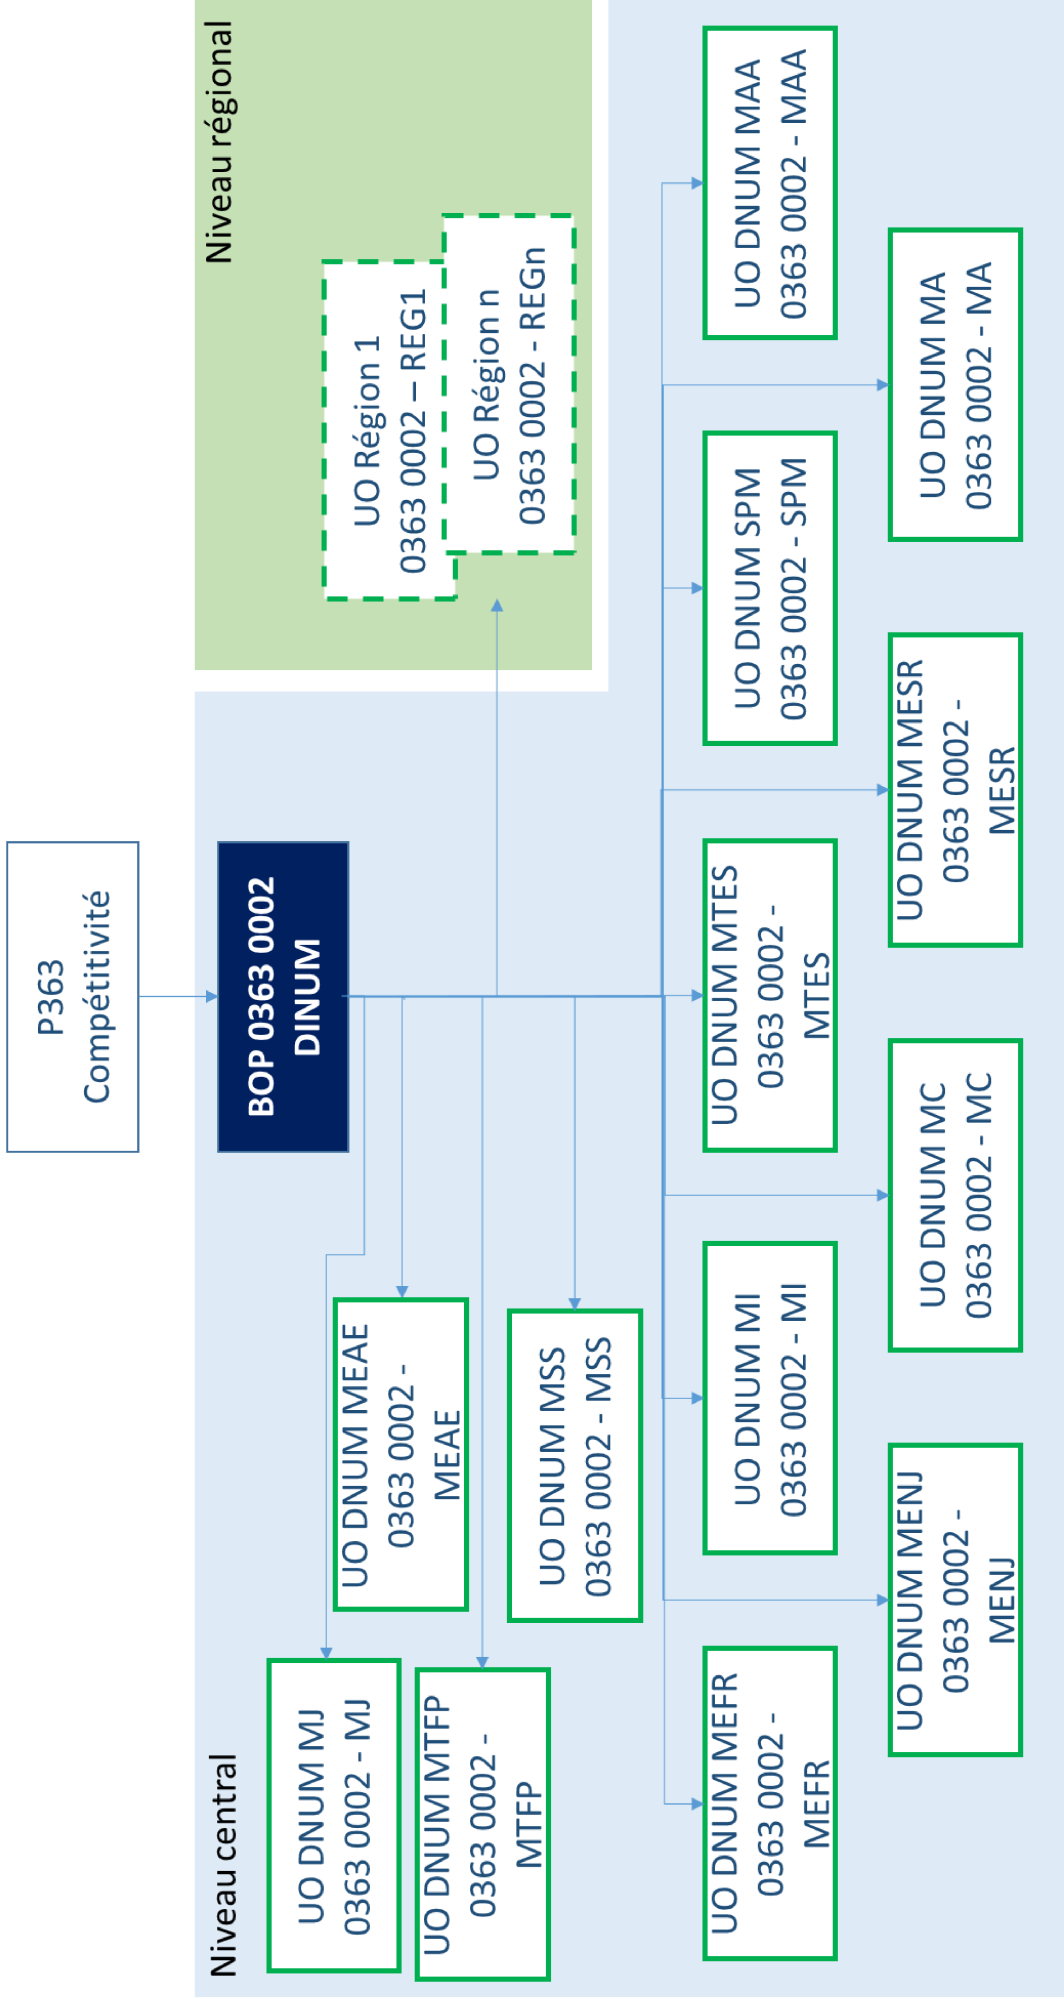 P363
Compétitivité
Niveau central
Niveau régional
BOP 0363 0002
DINUM
UO DNUM MJ
0363 0002 - MJ
UO DNUM MEAE
0363 0002 -
MEAE
UO DNUM MTFP
0363 0002 -
MTFP
UO DNUM MSS
0363 0002 - MSS
UO Région 1
0363 0002 – REG1
UO Région n
0363 0002 - REGn
UO DNUM MEFR
0363 0002 -
MEFR
UO DNUM MI
0363 0002 - MI
UO DNUM MTES
0363 0002 -
MTES
UO DNUM SPM
0363 0002 - SPM
UO DNUM MAA
0363 0002 - MAA
UO DNUM MENJ
0363 0002 -
MENJ
UO DNUM MC
0363 0002 - MC
UO DNUM MESR
0363 0002 -
MESR
UO DNUM MA
0363 0002 - MA